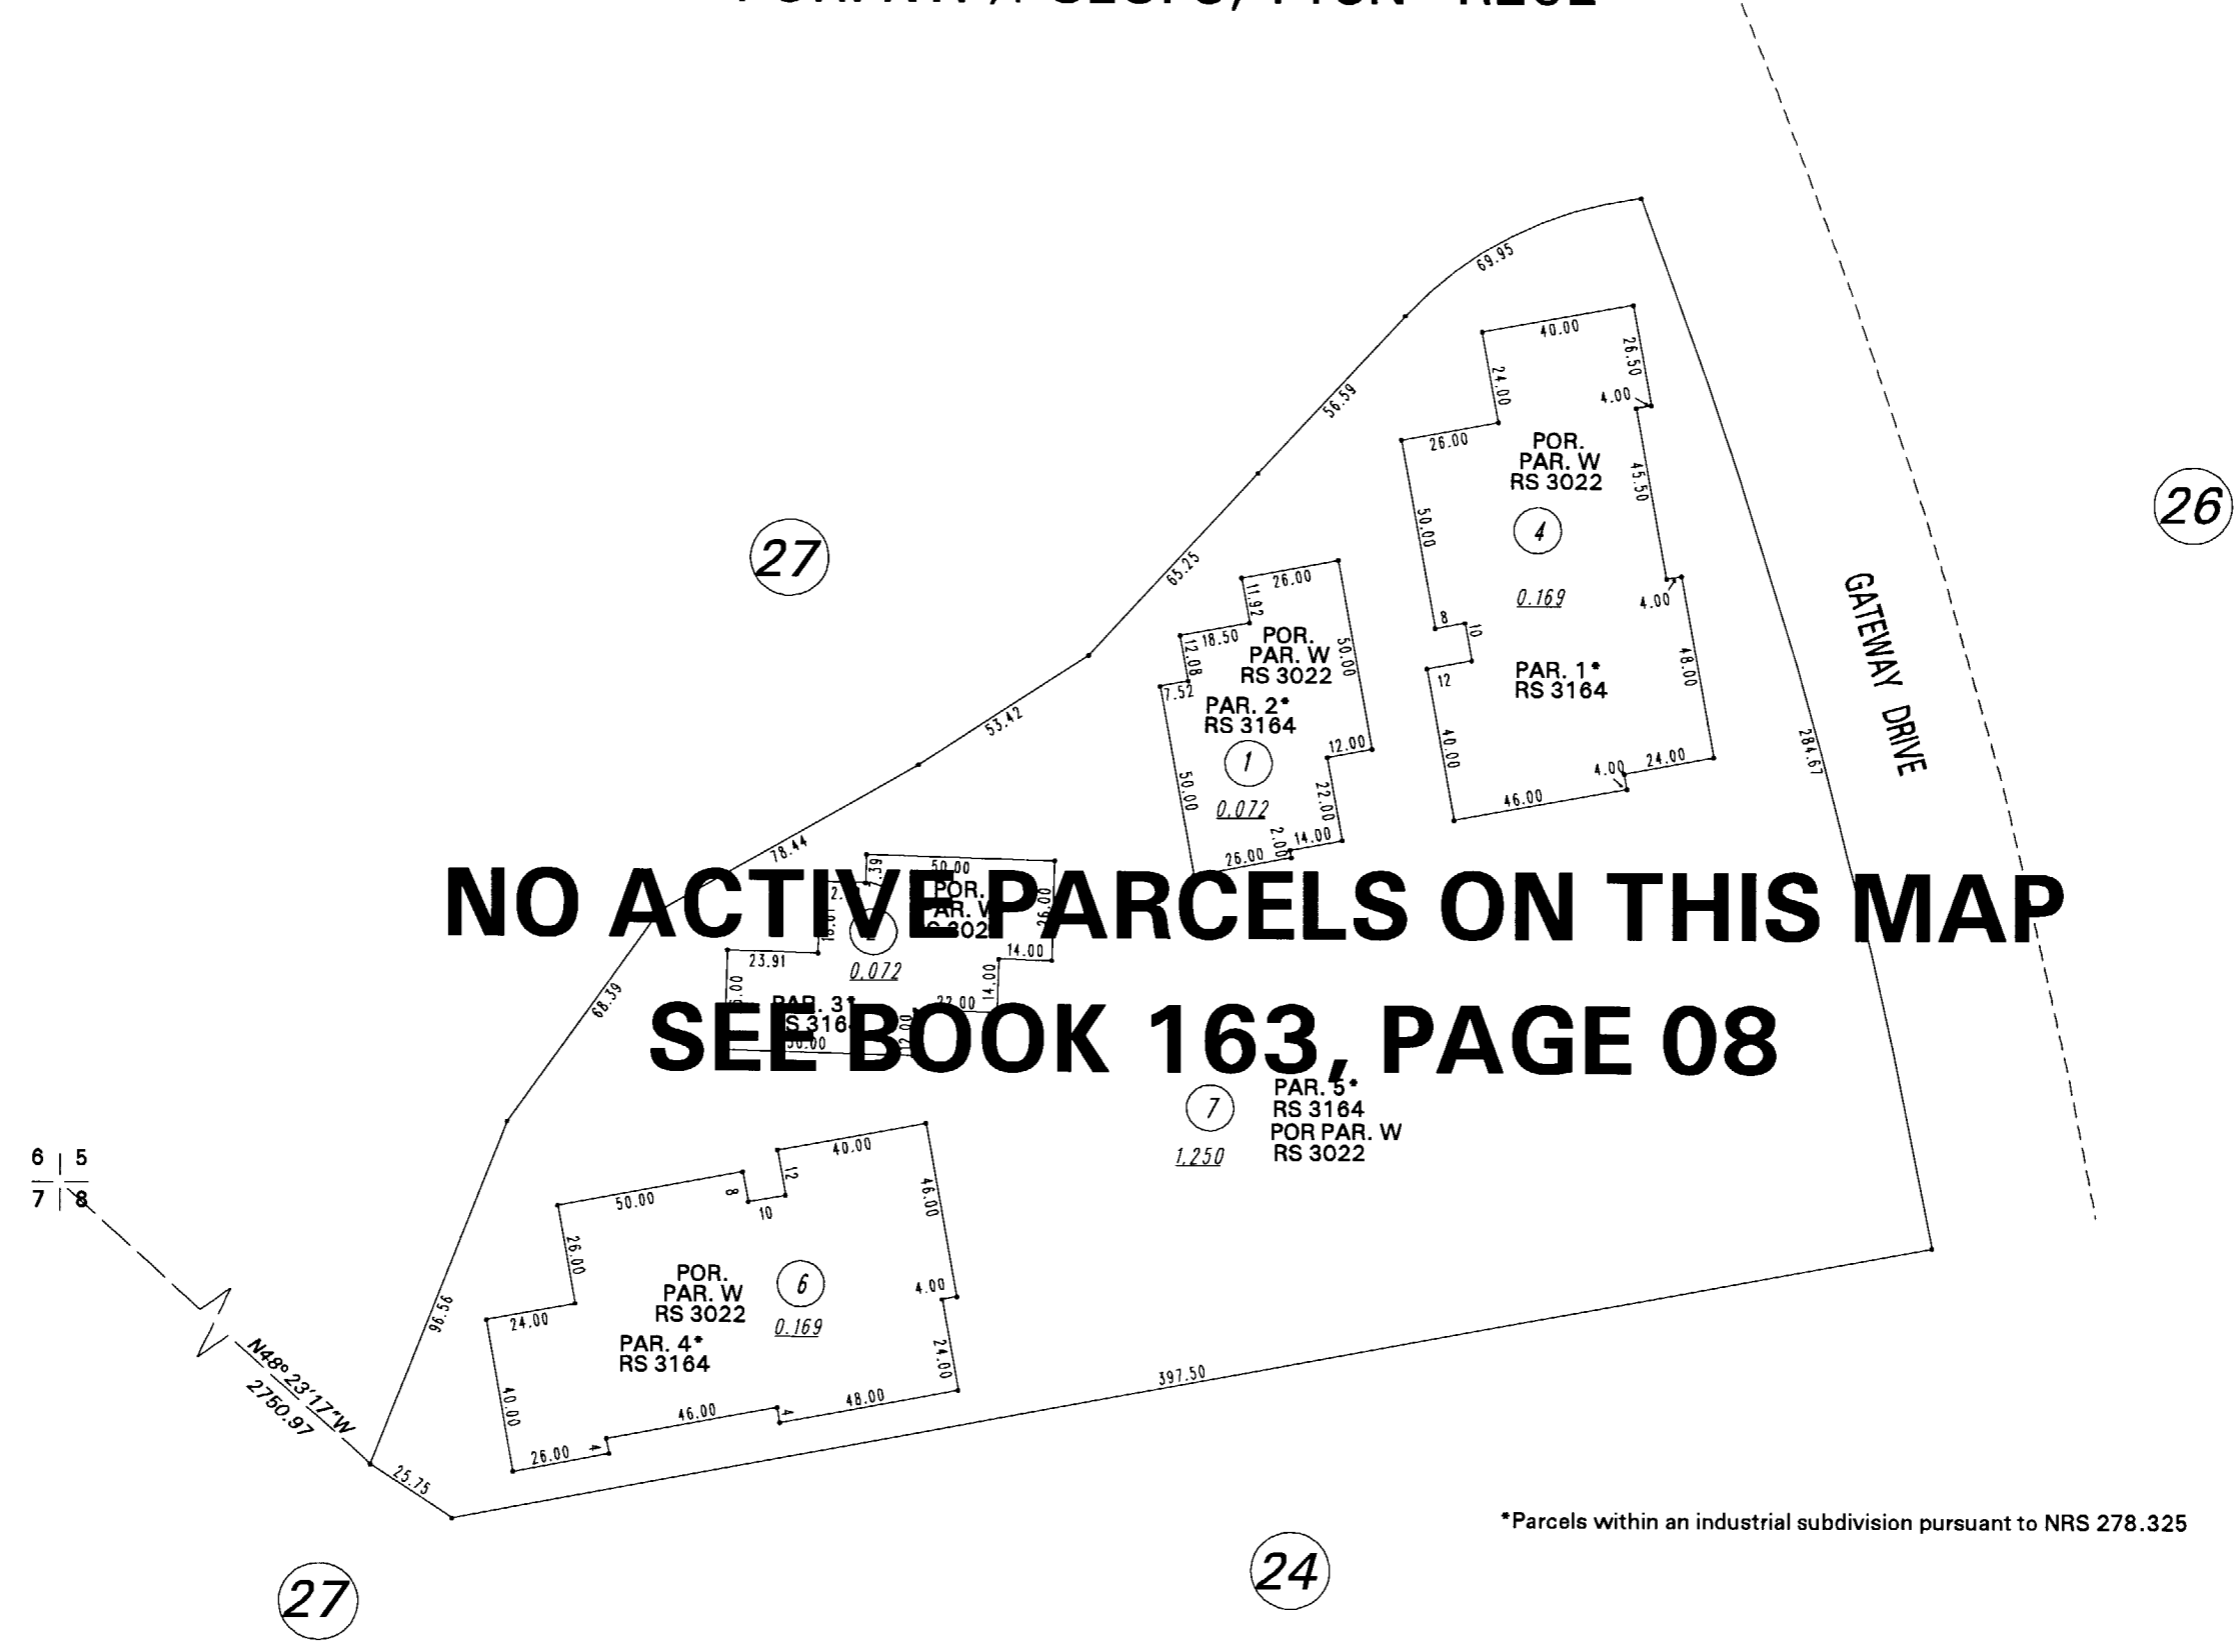 69.95
40.00
26.50
24.00
4.00
56.59
26.00
POR.
PAR. W
RS 3022
45.50
50.00
4
0.169
4.00
8
10
12
PAR. 1*
RS 3164
48.00
40.00
4.00
24.00
46.00
26
27
GATEWAY DRIVE
284.67
65.25
26.00
11.92
18.50
12.08
7.52
POR.
PAR. W
RS 3022
50.00
PAR. 2*
RS 3164
1
0.072
50.00
12.00
22.00
2.00
14.00
26.00
53.42
78.44
7.39
50.00
POR.
26.00
NO ACTIVE PARCELS ON THIS MAP
23.91
0.072
14.00
14.00
PAR. 3*
SEE BOOK 163, PAGE 08
68.39
7
1.250
PAR. 5*
RS 3164
POR PAR. W
RS 3022
6 5
7 8
40.00
12
8
10
50.00
46.00
26.00
POR.
PAR. W
RS 3022
6
0.169
PAR. 4*
RS 3164
4.00
24.00
24.00
40.00
48.00
4
46.00
4
26.00
96.56
N48°23'17"W
2750.97
25.75
397.50
*Parcels within an industrial subdivision pursuant to NRS 278.325
27
24